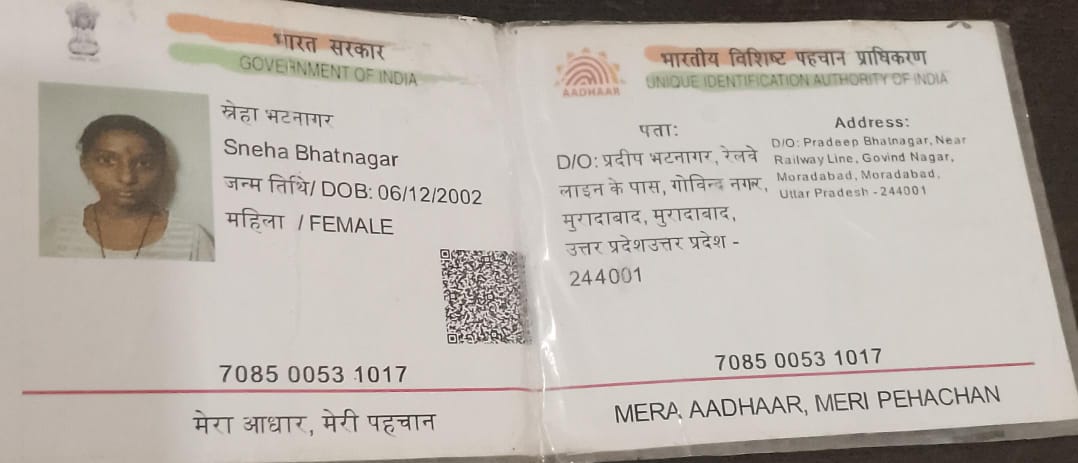 भारत सरकार
GOVERNMENT OF INDIA
स्नेहा भटनागर
Sneha Bhatnagar
जन्म तिथि/ DOB: 06/12/2002
महिला / FEMALE
7085 0053 1017
मेरा आधार, मेरी पहचान
भारतीय विशिष्ट पहचान प्राधिकरण
UNIQUE IDENTIFICATION AUTHORITY OF INDIA
AADHAAR
पता:
D/O: प्रदीप भटनागर, रेलवे
लाइन के पास, गोविन्द नगर,
मुरादाबाद, मुरादाबाद,
उत्तर प्रदेशउत्तर प्रदेश -
244001
Address:
D/O: Pradeep Bhatnagar, Near
Railway Line, Govind Nagar,
Moradabad, Moradabad,
Uttar Pradesh - 244001
7085 0053 1017
MERA AADHAAR, MERI PEHACHAN